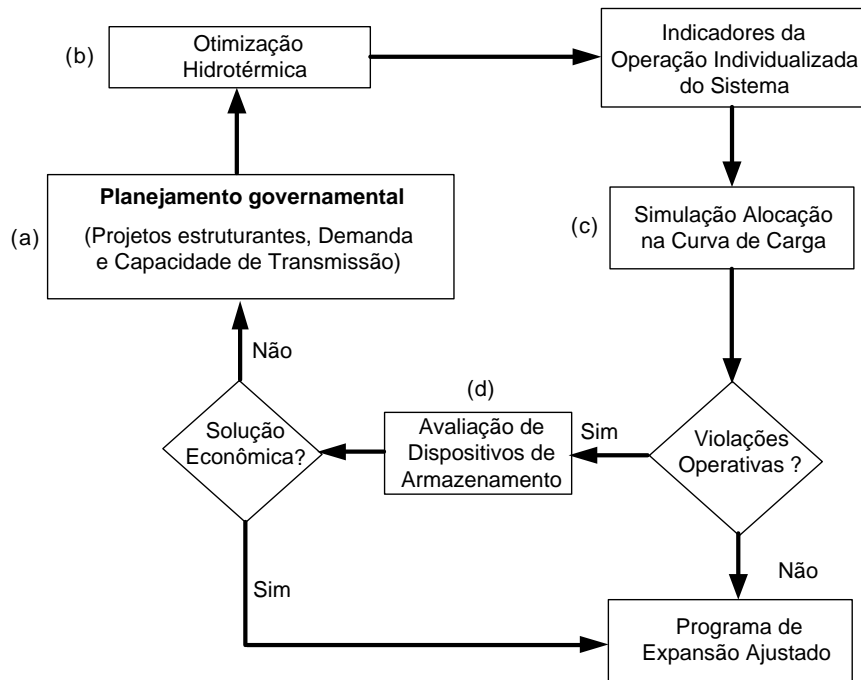 (b)
Otimização
Hidrotérmica
Indicadores da
Operação Individualizada
do Sistema
(a)
Planejamento governamental
(Projetos estruturantes, Demanda
e Capacidade de Transmissão)
(c)
Simulação Alocação
na Curva de Carga
Não
(d)
Solução
Econômica?
Avaliação de
Dispositivos de
Armazenamento
Sim
Violações
Operativas ?
Sim
Não
Programa de
Expansão Ajustado